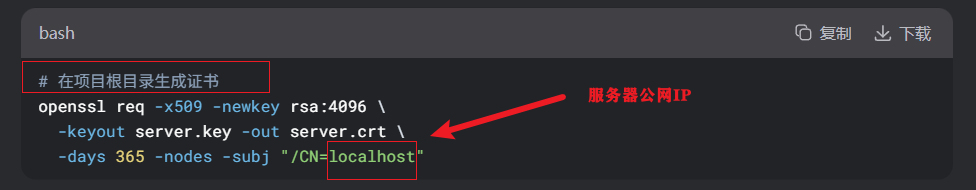 bash
复制
下载
# 在项目根目录生成证书
openssl req -x509 -newkey rsa:4096 \
服务器公网IP
-keyout server.key -out server.crt \
-days 365 -nodes -subj "/CN=localhost"